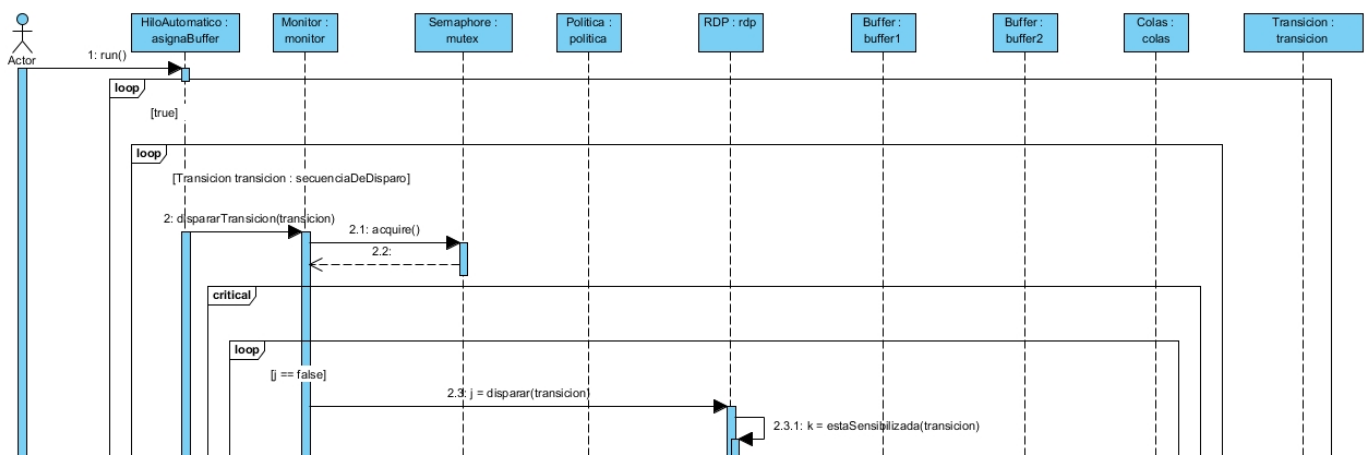 HiloAutomatico :
asignaBuffer
Monitor :
monitor
Semaphore :
mutex
Politica :
politica
RDP : rdp
Buffer :
buffer1
Buffer :
buffer2
Colas :
colas
Transicion :
transicion
Actor
1: run()
loop
[true]
loop
[Transicion transicion : secuenciaDeDisparo]
2: dispararTransicion(transicion)
2.1: acquire()
2.2:
critical
loop
[j == false]
2.3: j = disparar(transicion)
2.3.1: k = estaSensibilizada(transicion)